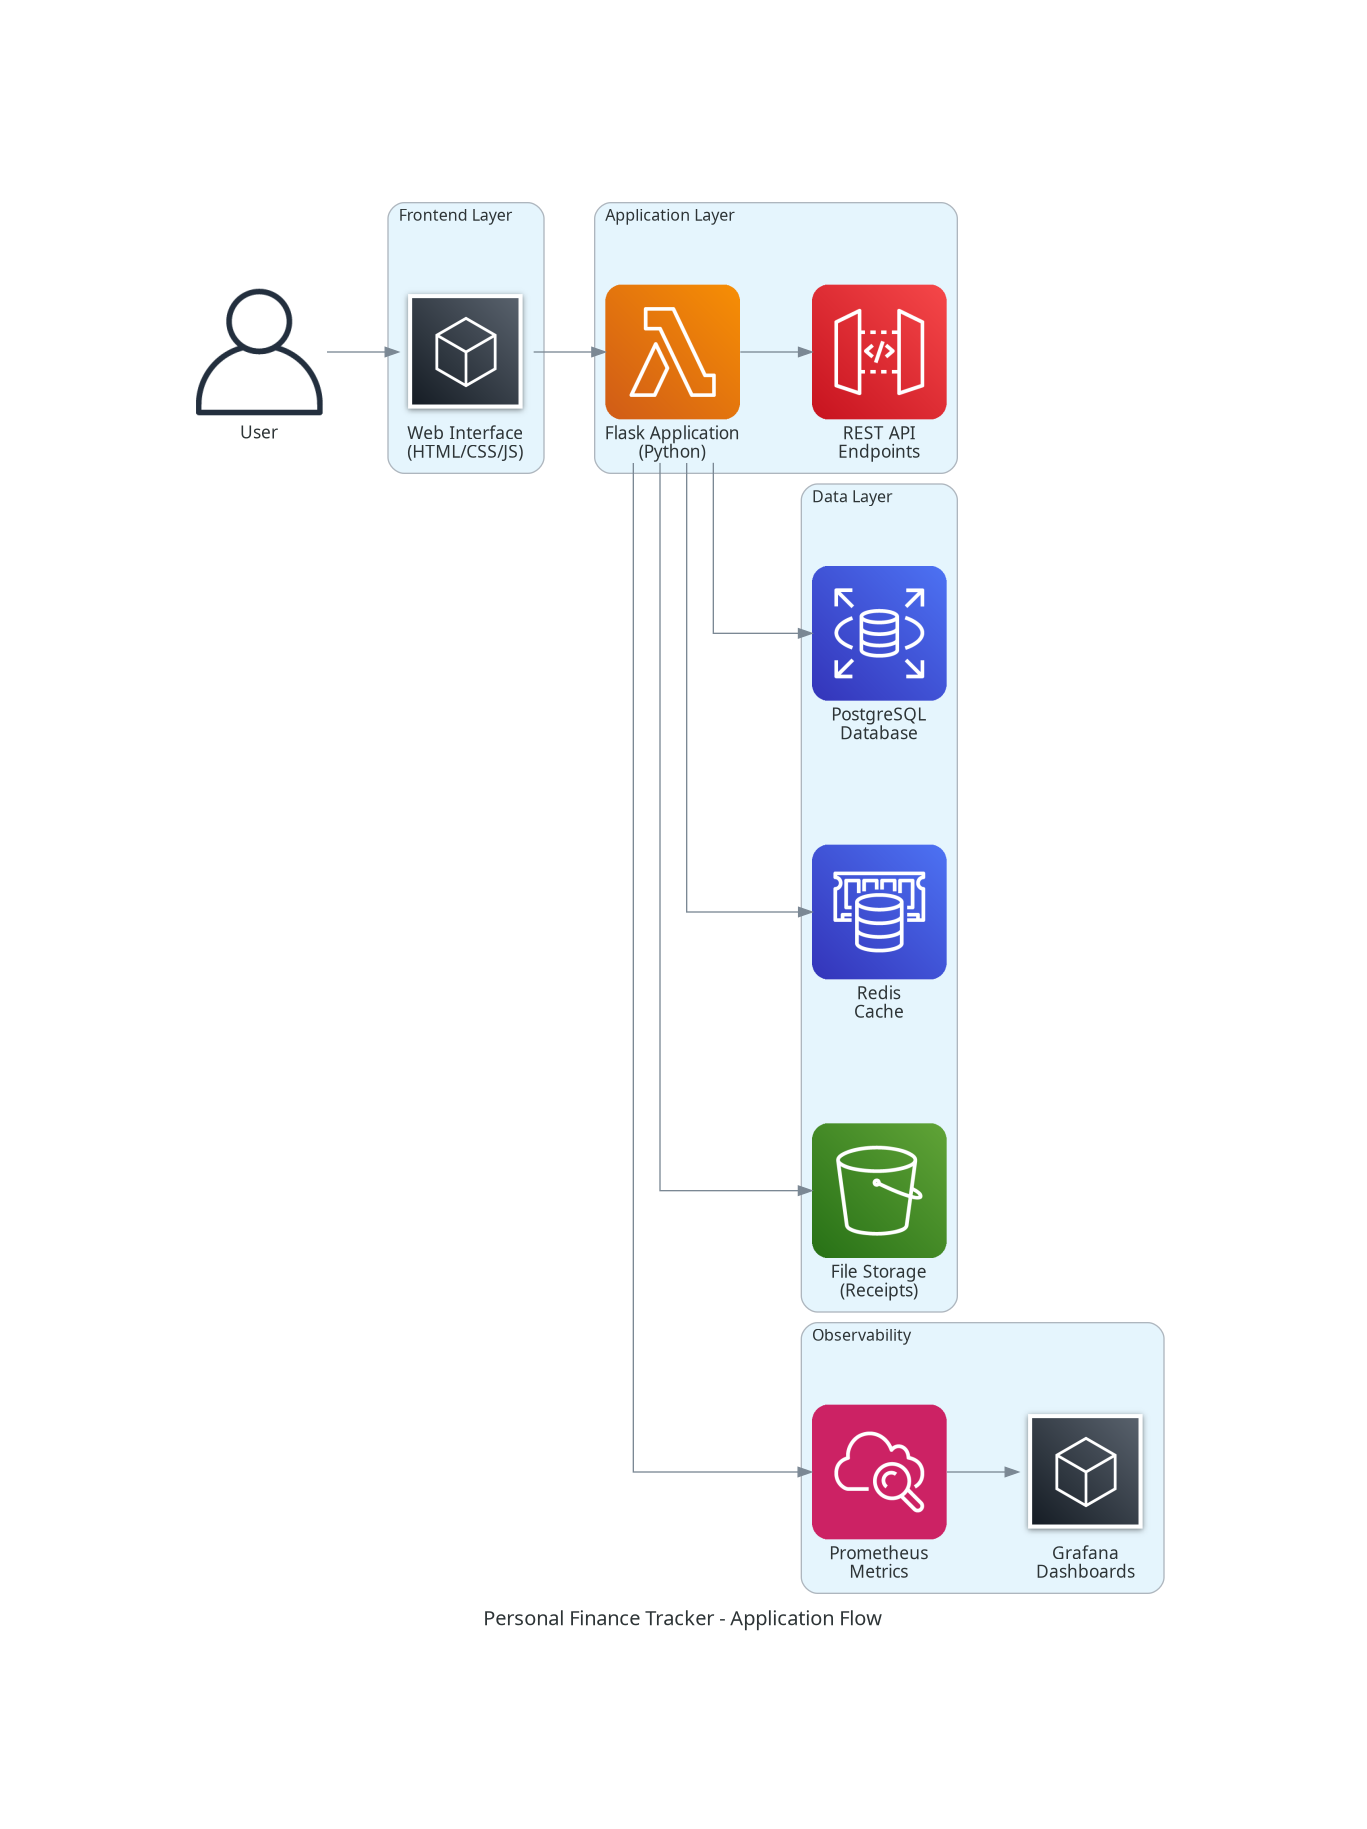 Frontend Layer
Application Layer
User
Web Interface
(HTML/CSS/JS)
Flask Application
(Python)
REST API
Endpoints
Data Layer
PostgreSQL
Database
Redis
Cache
File Storage
(Receipts)
Observability
Prometheus
Metrics
Grafana
Dashboards
Personal Finance Tracker - Application Flow